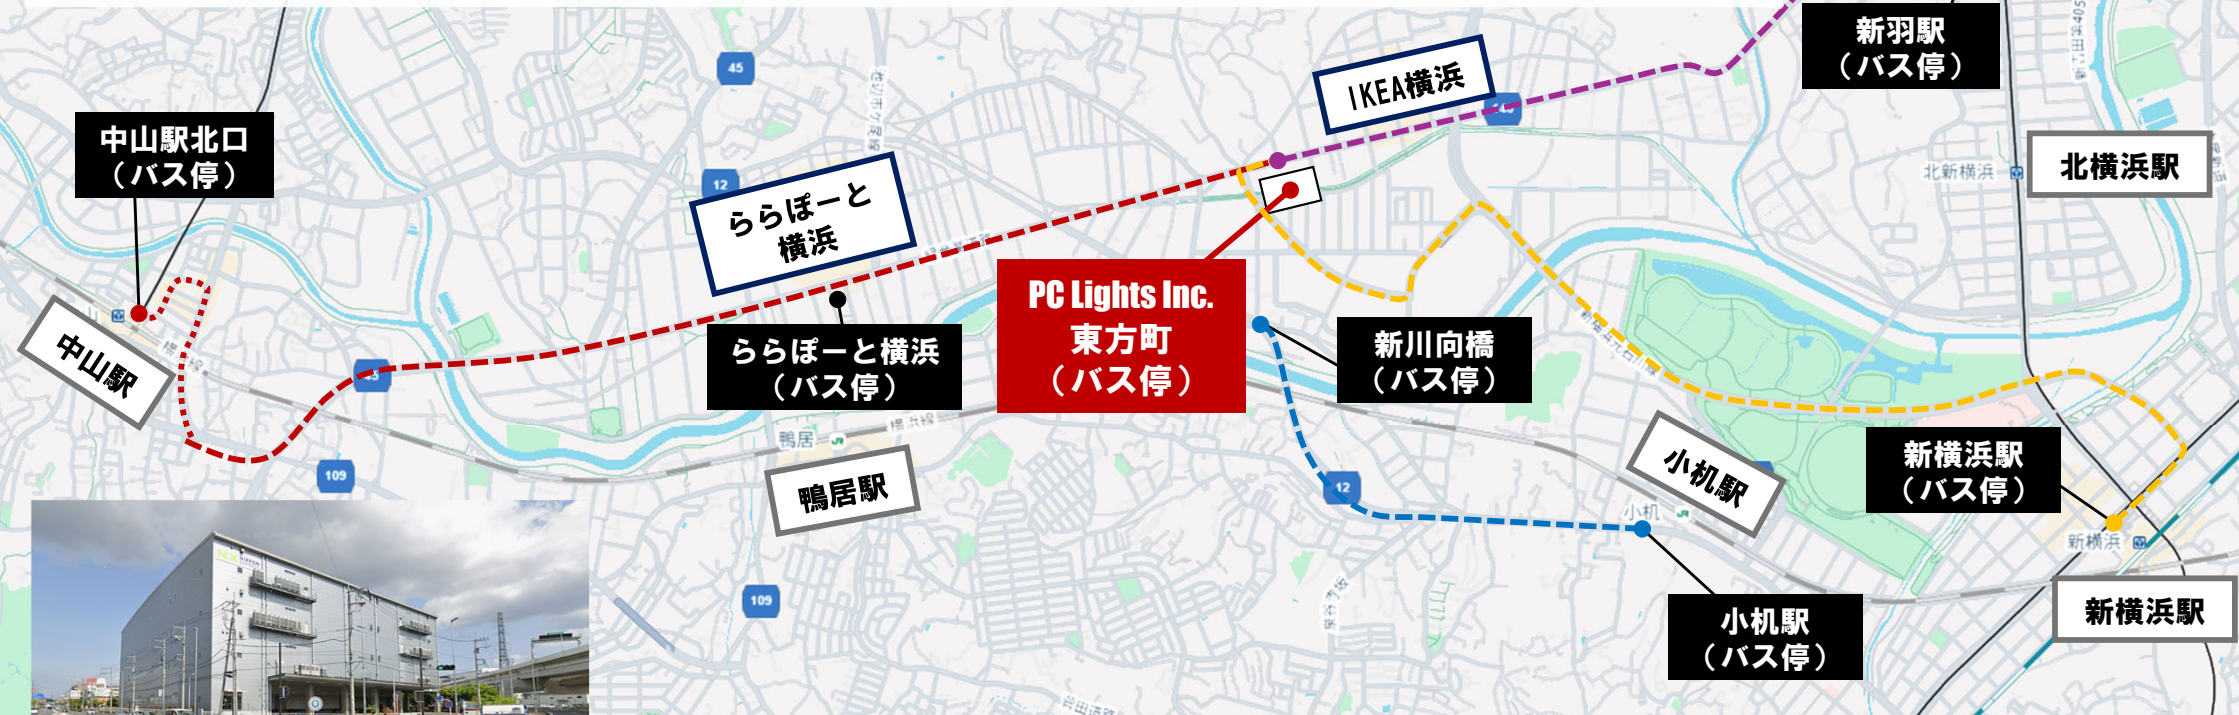 新羽駅
（バス停）
45
IKEA横浜
中山駅北口
（バス停）
12
ららぽーと
横浜
北新横浜
北横浜駅
PC Lights Inc.
東方町
（バス停）
ららぽーと横浜
（バス停）
新川向橋
（バス停）
中山駅
45
鴨居
横浜線
鴨居駅
109
12
小机
小机駅
新横浜駅
（バス停）
新横浜
新横浜駅
小机駅
（バス停）
109